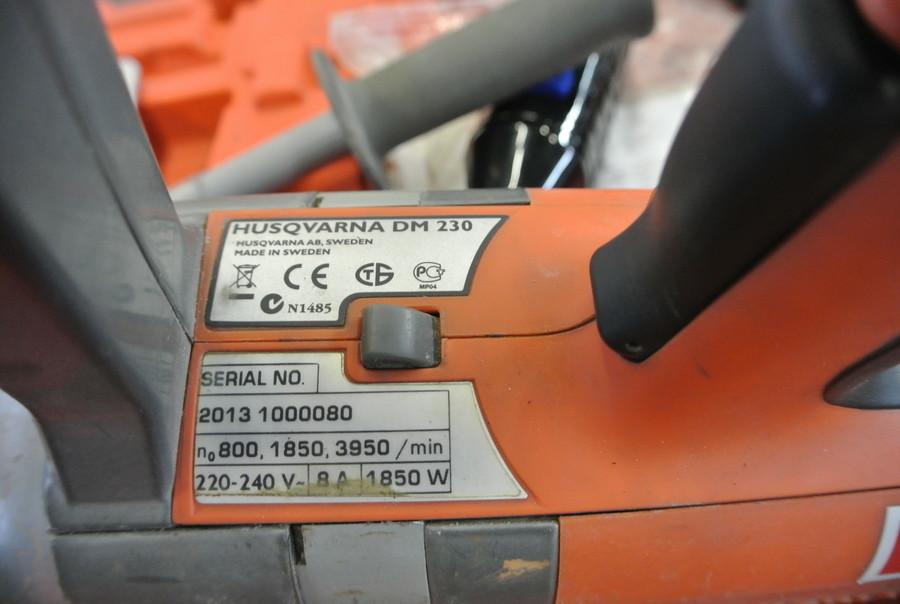 HUSQVARNA DM 230
HUSQVARNA AB, SWEDEN
MADE IN SWEDEN
CE
PC
MP04
N1485
SERIAL NO.
2013 1000080
n₀ 800, 1850, 3950 /min
220-240 V~ 8 A 1850 W